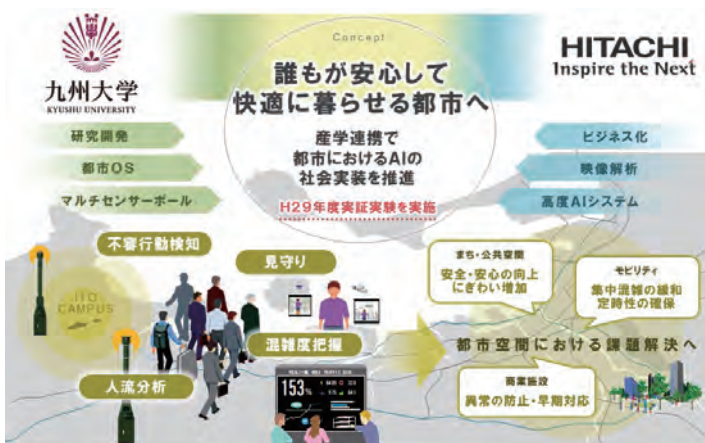 九州大学
KYUSHU UNIVERSITY
Concept
誰もが安心して
快適に暮らせる都市へ
産学連携で
都市におけるAIの
社会実装を推進
H29年度実証実験を実施
HITACHI
Inspire the Next
研究開発
都市OS
マルチセンサーポール
ビジネス化
映像解析
高度AIシステム
不審行動検知
見守り
ITO
CAMPUS
混雑度把握
人流分析
153%
まち・公共空間
安全・安心の向上
にぎわい増加
モビリティ
集中混雑の緩和
定時性の確保
都市空間における課題解決へ
商業施設
異常の防止・早期対応